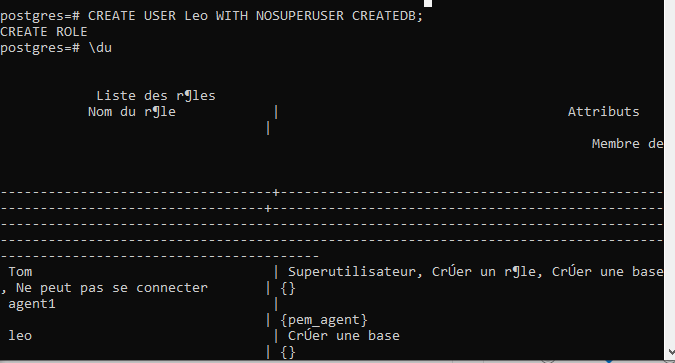 postgres=# CREATE USER Leo WITH NOSUPERUSER CREATEDB;
CREATE ROLE
postgres=# \du
Liste des r¶les
Nom du r¶le | Attributs
|
Membre de
----------------------------------+-------------------------------------------------
---------------------------------+--------------------------------------------------
-----------------------------------------------------------------------------------
-----------------------------------------------------------------------------------
----------------------------------------
Tom | Superutilisateur, CrÚer un r¶le, CrÚer une base
, Ne peut pas se connecter | {}
agent1 |
| {pem_agent}
leo | CrÚer une base
| {}